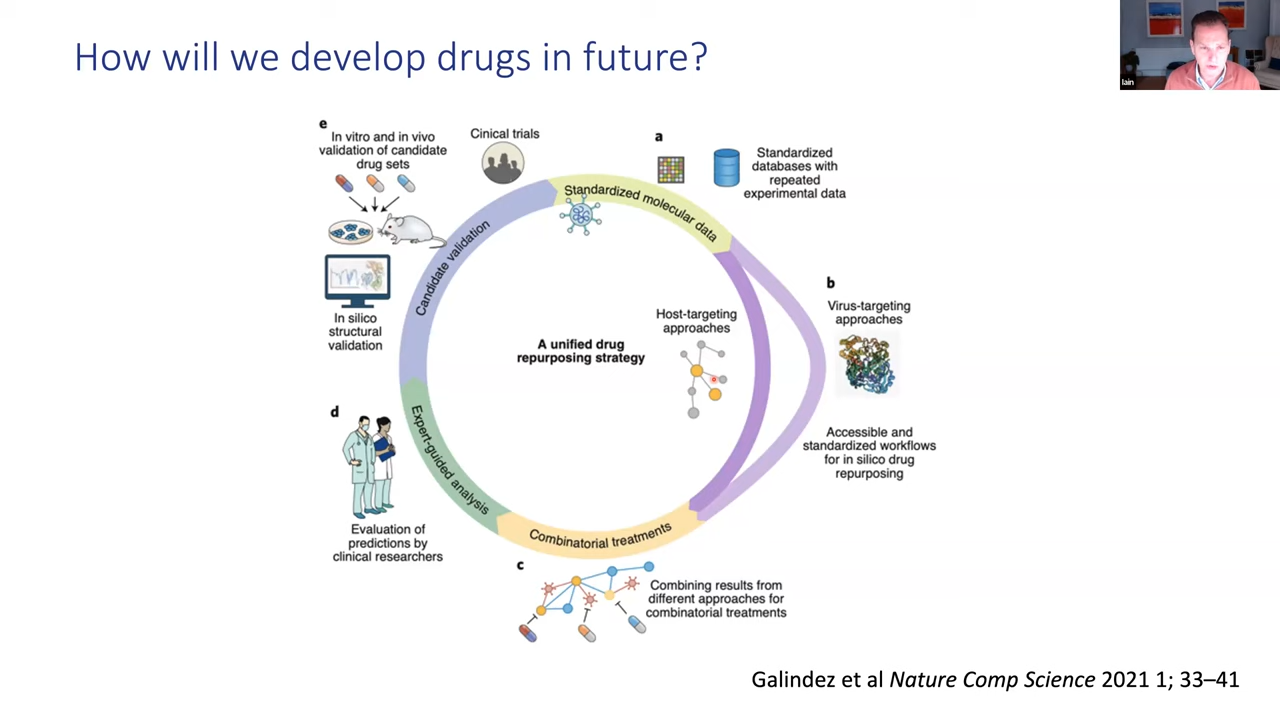 How will we develop drugs in future?
Iain
e
In vitro and in vivo
validation of candidate
drug sets
Cinical trials
a
Standardized
databases with
repeated
experimental data
Standardized molecular data
Candidate validation
In silico
structural
validation
A unified drug
repurposing strategy
Host-targeting
approaches
b
Virus-targeting
approaches
Accessible and
standardized workflows
for in silico drug
repurposing
d
Expert-guided analysis
Evaluation of
predictions by
clinical researchers
Combinatorial treatments
c
Combining results from
different approaches for
combinatorial treatments
Galindez et al Nature Comp Science 2021 1; 33–41